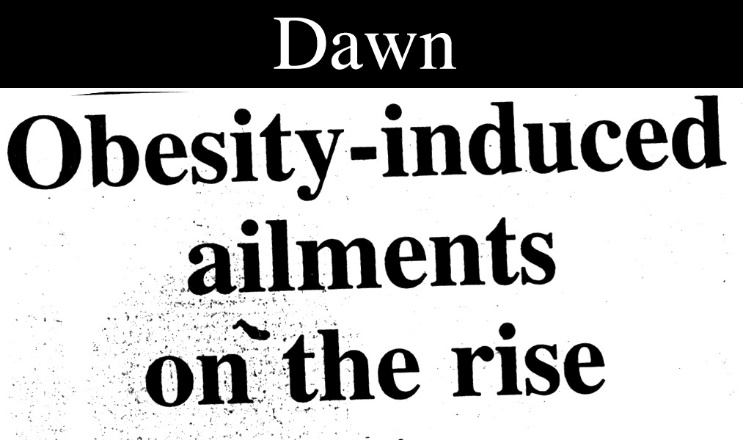 Dawn
Obesity-induced
ailments
on the rise